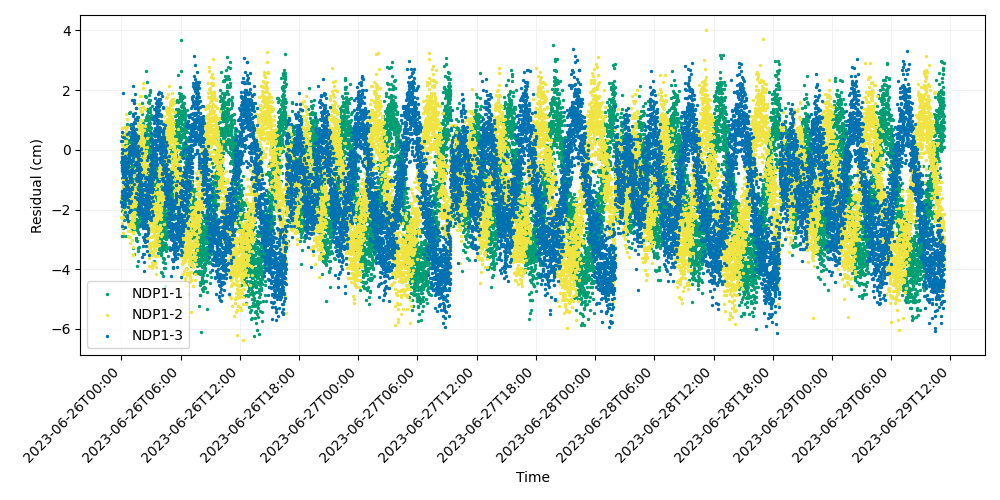 4
2
0
−2
−4
−6
Residual (cm)
NDP1-1
NDP1-2
NDP1-3
2023-06-26T00:00
2023-06-26T06:00
2023-06-26T12:00
2023-06-26T18:00
2023-06-27T00:00
2023-06-27T06:00
2023-06-27T12:00
2023-06-27T18:00
2023-06-28T00:00
2023-06-28T06:00
2023-06-28T12:00
2023-06-28T18:00
2023-06-29T00:00
2023-06-29T06:00
2023-06-29T12:00
Time